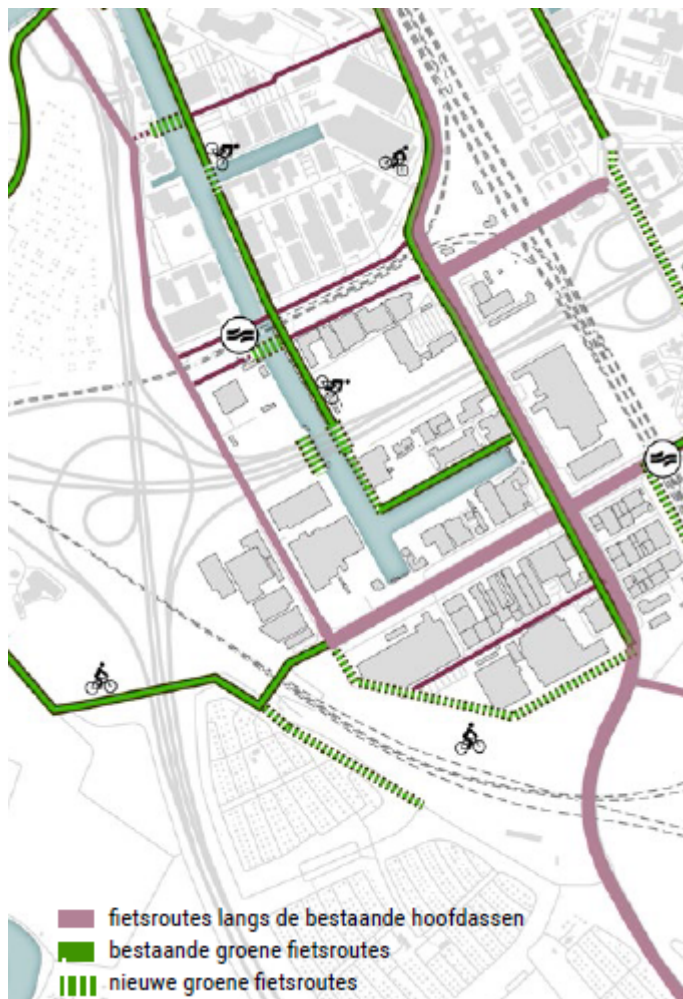 fietsroutes langs de bestaande hoofdassen
bestaande groene fietsroutes
nieuwe groene fietsroutes